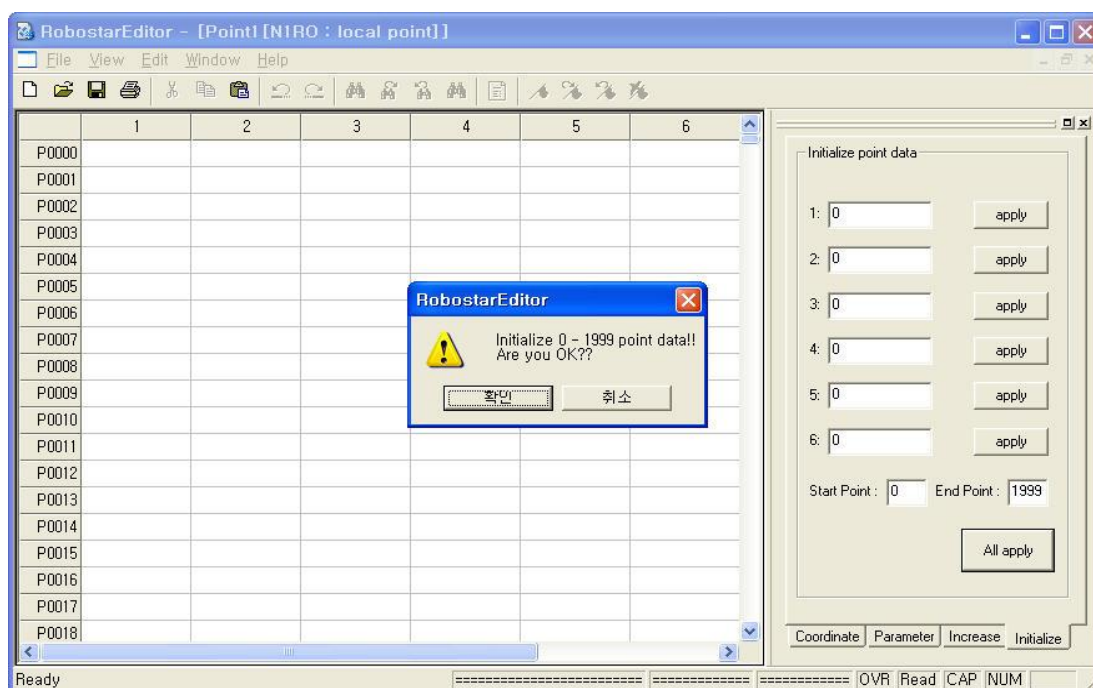 RobostarEditor - [Point1 [N1RO : local point]]
File View Edit Window Help
1 2 3 4 5 6
P0000
P0001
P0002
P0003
P0004
P0005
P0006
P0007
P0008
P0009
P0010
P0011
P0012
P0013
P0014
P0015
P0016
P0017
P0018
RobostarEditor
Initialize 0 - 1999 point data!!
Are you OK??
확인 취소
Initialize point data
1: 0 apply
2: 0 apply
3: 0 apply
4: 0 apply
5: 0 apply
6: 0 apply
Start Point : 0 End Point : 1999
All apply
Coordinate Parameter Increase Initialize
Ready OVR Read CAP NUM